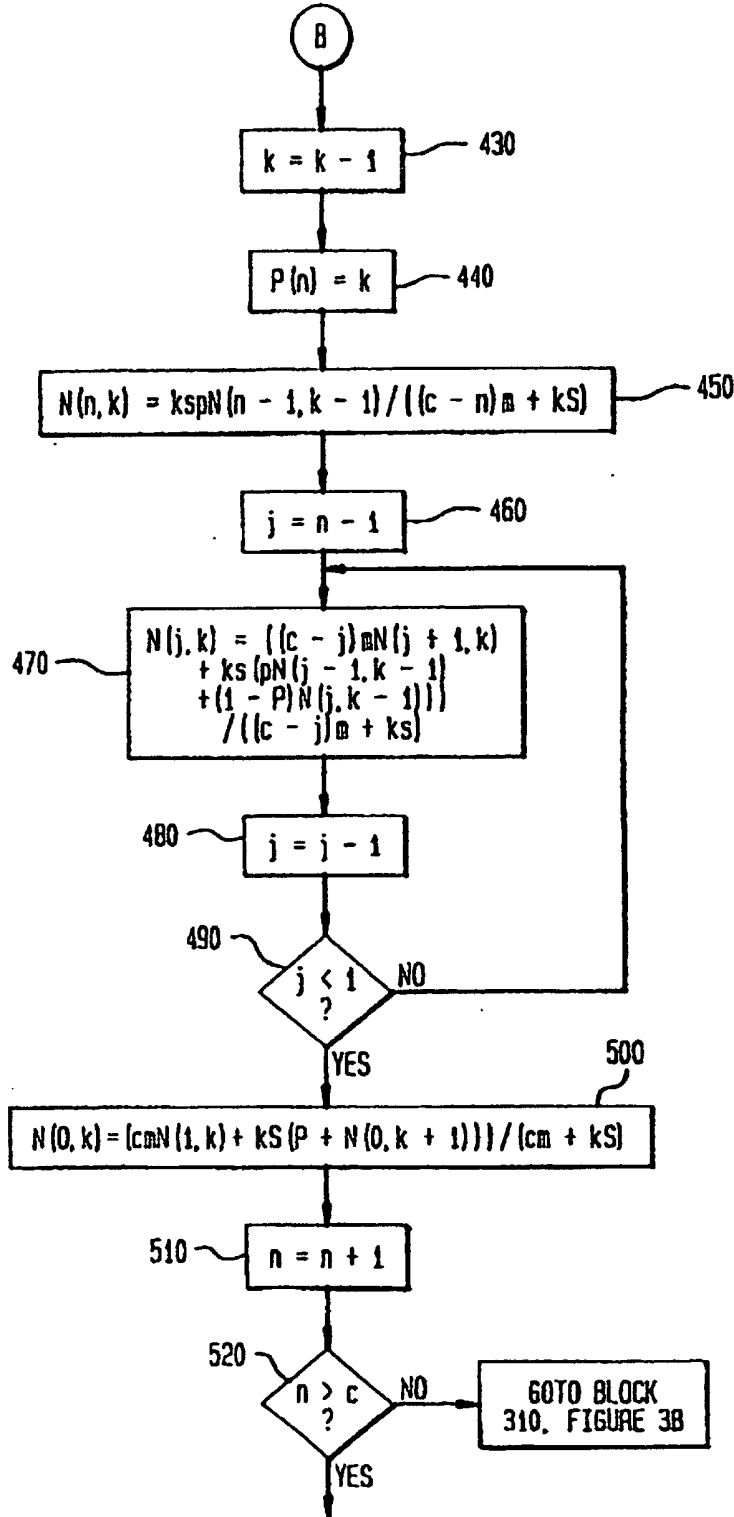 B
k = k - 1
430
P(n) = k
440
N(n,k) = kspN(n - 1, k - 1)/((c - n)m + kS)
450
j = n - 1
460
470
N(j,k) = ((c - j)mN(j + 1,k)
+ ks(pN(j - 1,k - 1)
+(1 - P)N(j,k - 1)))
/((c - j)m + ks)
480
j = j - 1
490
j < 1
?
NO
YES
500
N(0,k)=(cmN(1,k) + kS(P + N(0,k + 1)))/(cm + kS)
510
n = n + 1
520
n > c
?
NO
GOTO BLOCK
310, FIGURE 3B
YES